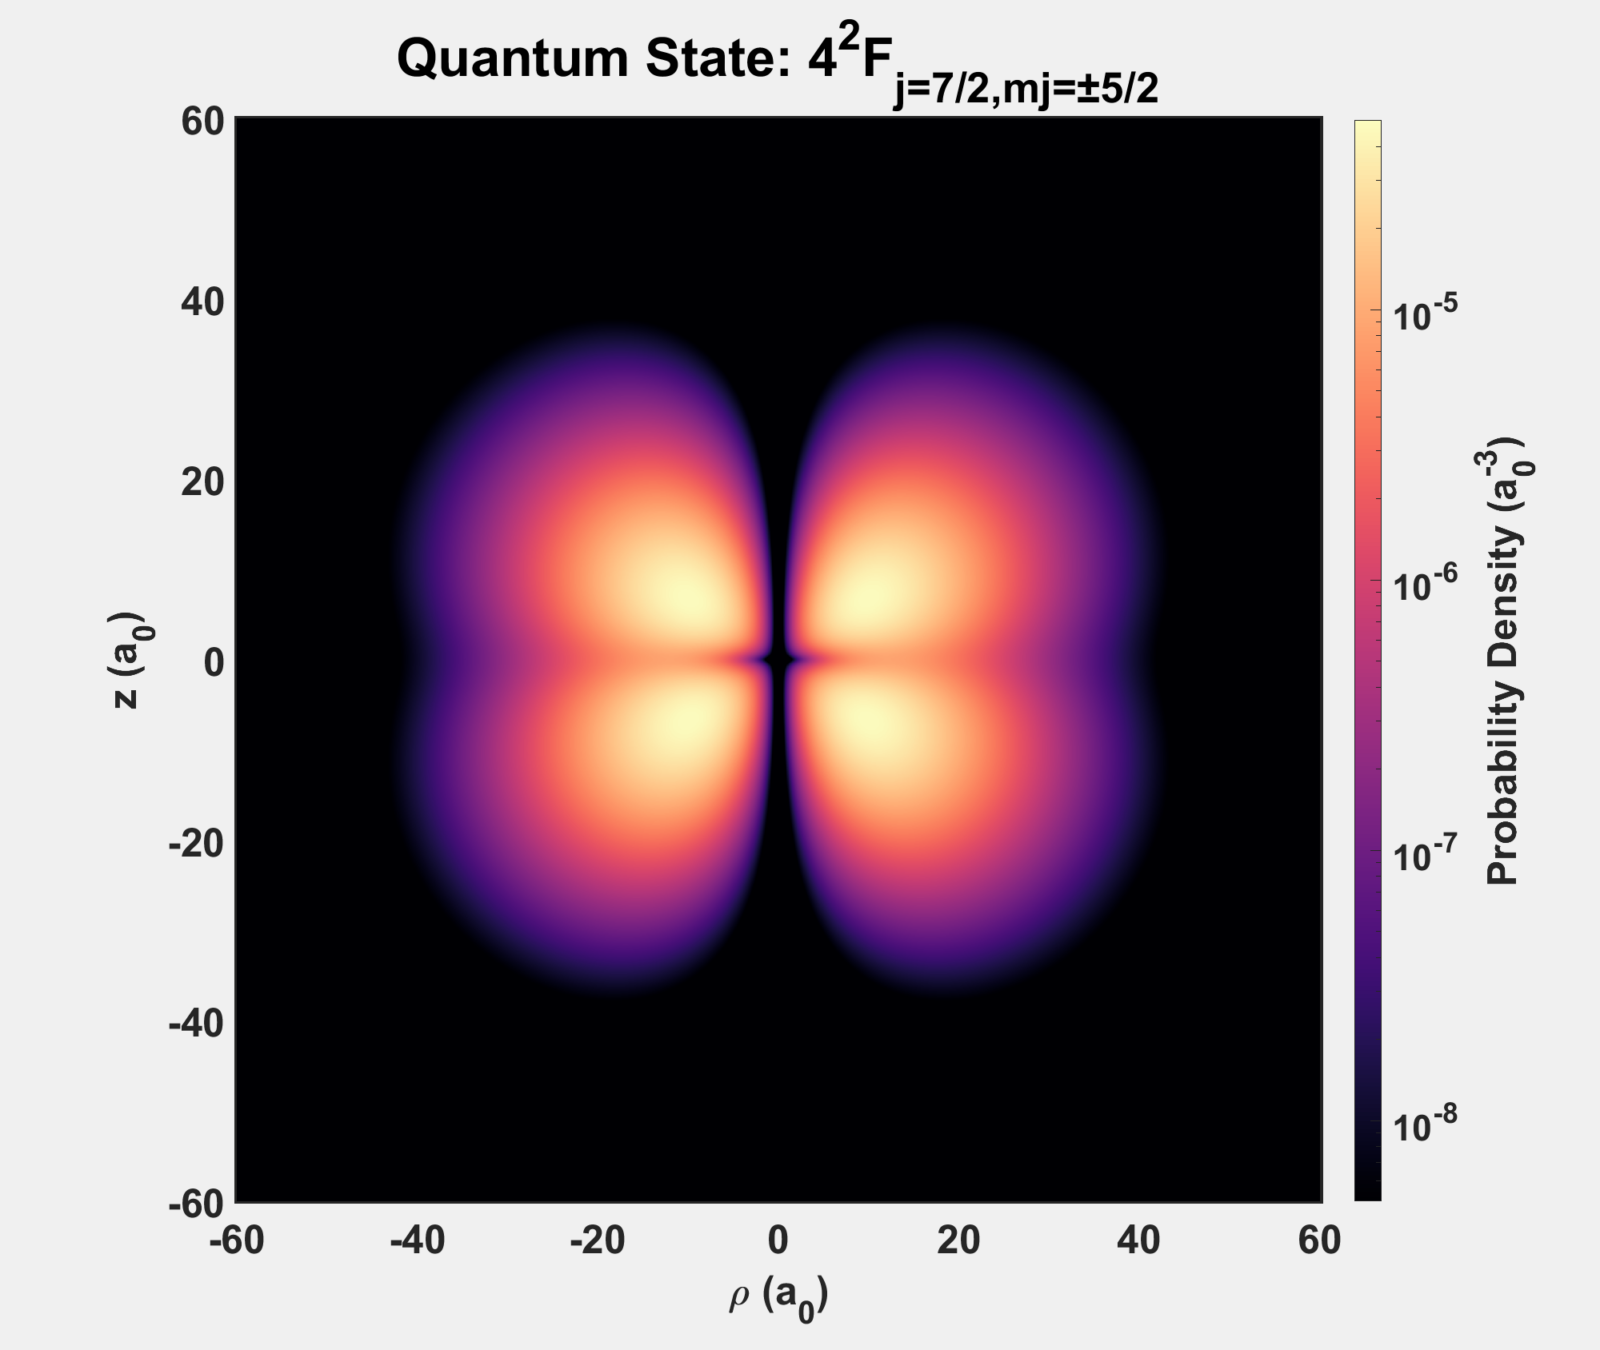 Quantum State: 4²F_{j=7/2,mj=±5/2}
60
40
20
0
-20
-40
-60
z (a₀)
-60 -40 -20 0 20 40 60
ρ (a₀)
10⁻⁵
10⁻⁶
10⁻⁷
10⁻⁸
Probability Density (a₀⁻³)